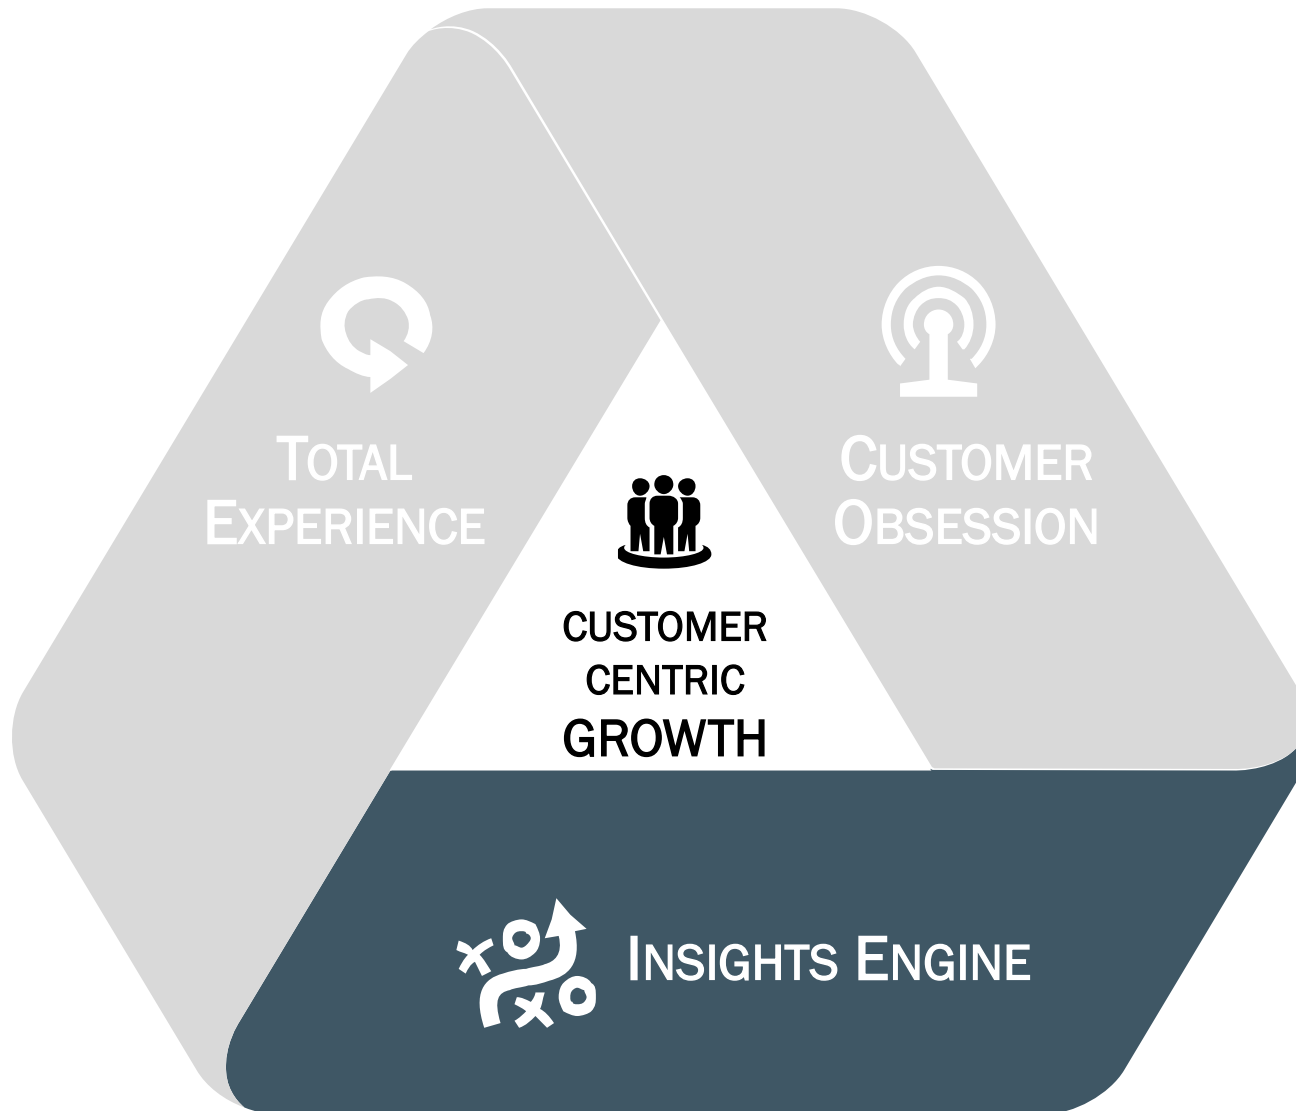 TOTAL
EXPERIENCE
CUSTOMER
OBSESSION
CUSTOMER
CENTRIC
GROWTH
INSIGHTS ENGINE